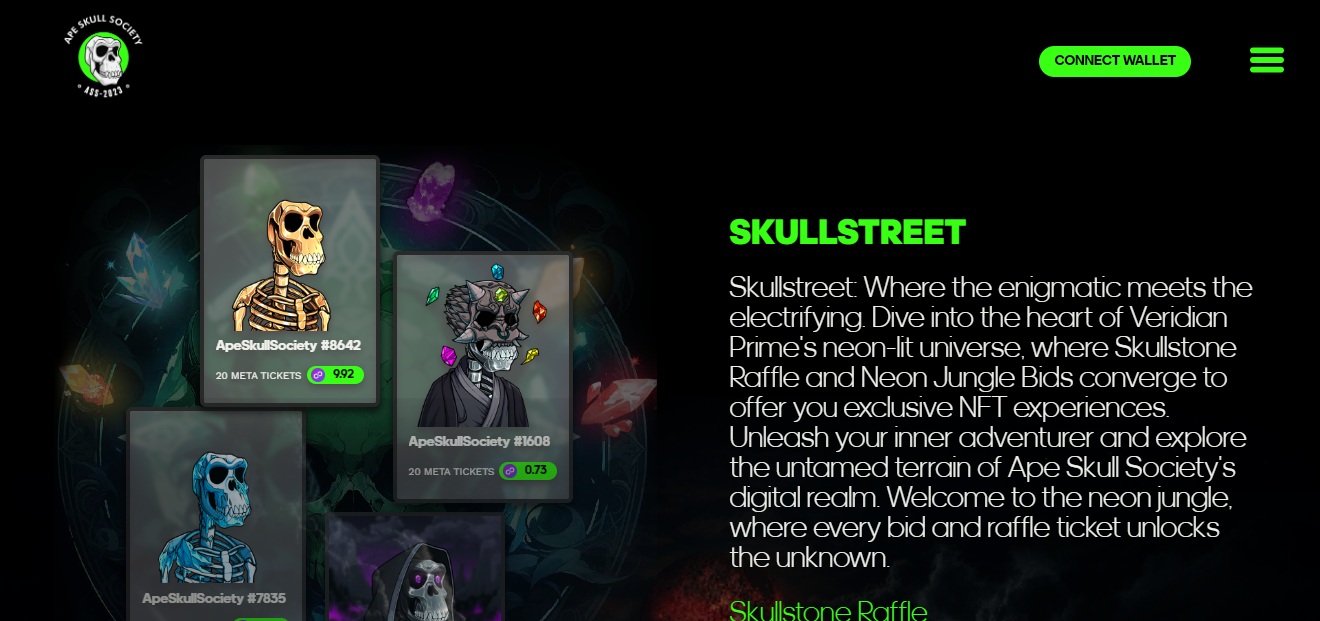 APE SKULL SOCIETY
ASS-2023
CONNECT WALLET
ApeSkullSociety #8642
20 META TICKETS 9.92
ApeSkullSociety #1608
20 META TICKETS 0.73
ApeSkullSociety #7835
SKULLSTREET
Skullstreet: Where the enigmatic meets the
electrifying. Dive into the heart of Veridian
Prime's neon-lit universe, where Skullstone
Raffle and Neon Jungle Bids converge to
offer you exclusive NFT experiences.
Unleash your inner adventurer and explore
the untamed terrain of Ape Skull Society's
digital realm. Welcome to the neon jungle,
where every bid and raffle ticket unlocks
the unknown.
Skullstone Raffle